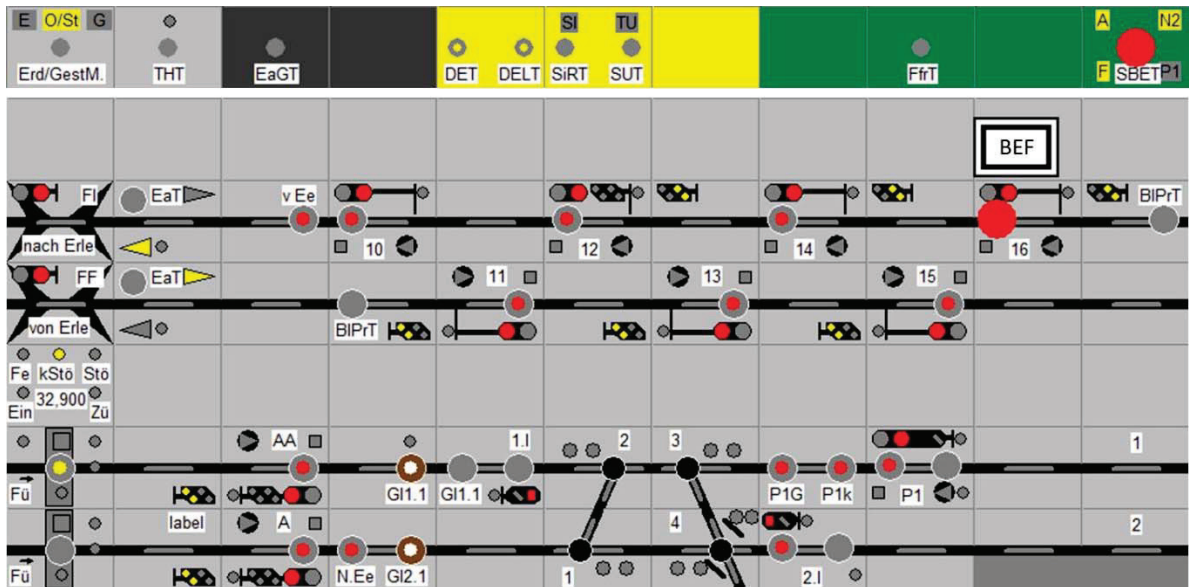 E O/St G
Erd/GestM.
THT
EaGT
DET
DELT
SI
SiRT
TU
SUT
FfrT
A N2
F SBET P1
BEF
Fl
EaT
v Ee
BlPrT
nach Erle
10
12
14
16
FF
EaT
11
13
15
von Erle
BlPrT
Fe kStö Stö
Ein 32,900 Zü
AA
1.I
2
3
1
Fü
Gl1.1
Gl1.1
P1G
P1k
P1
label
A
4
2
Fü
N.Ee
Gl2.1
1
2.I